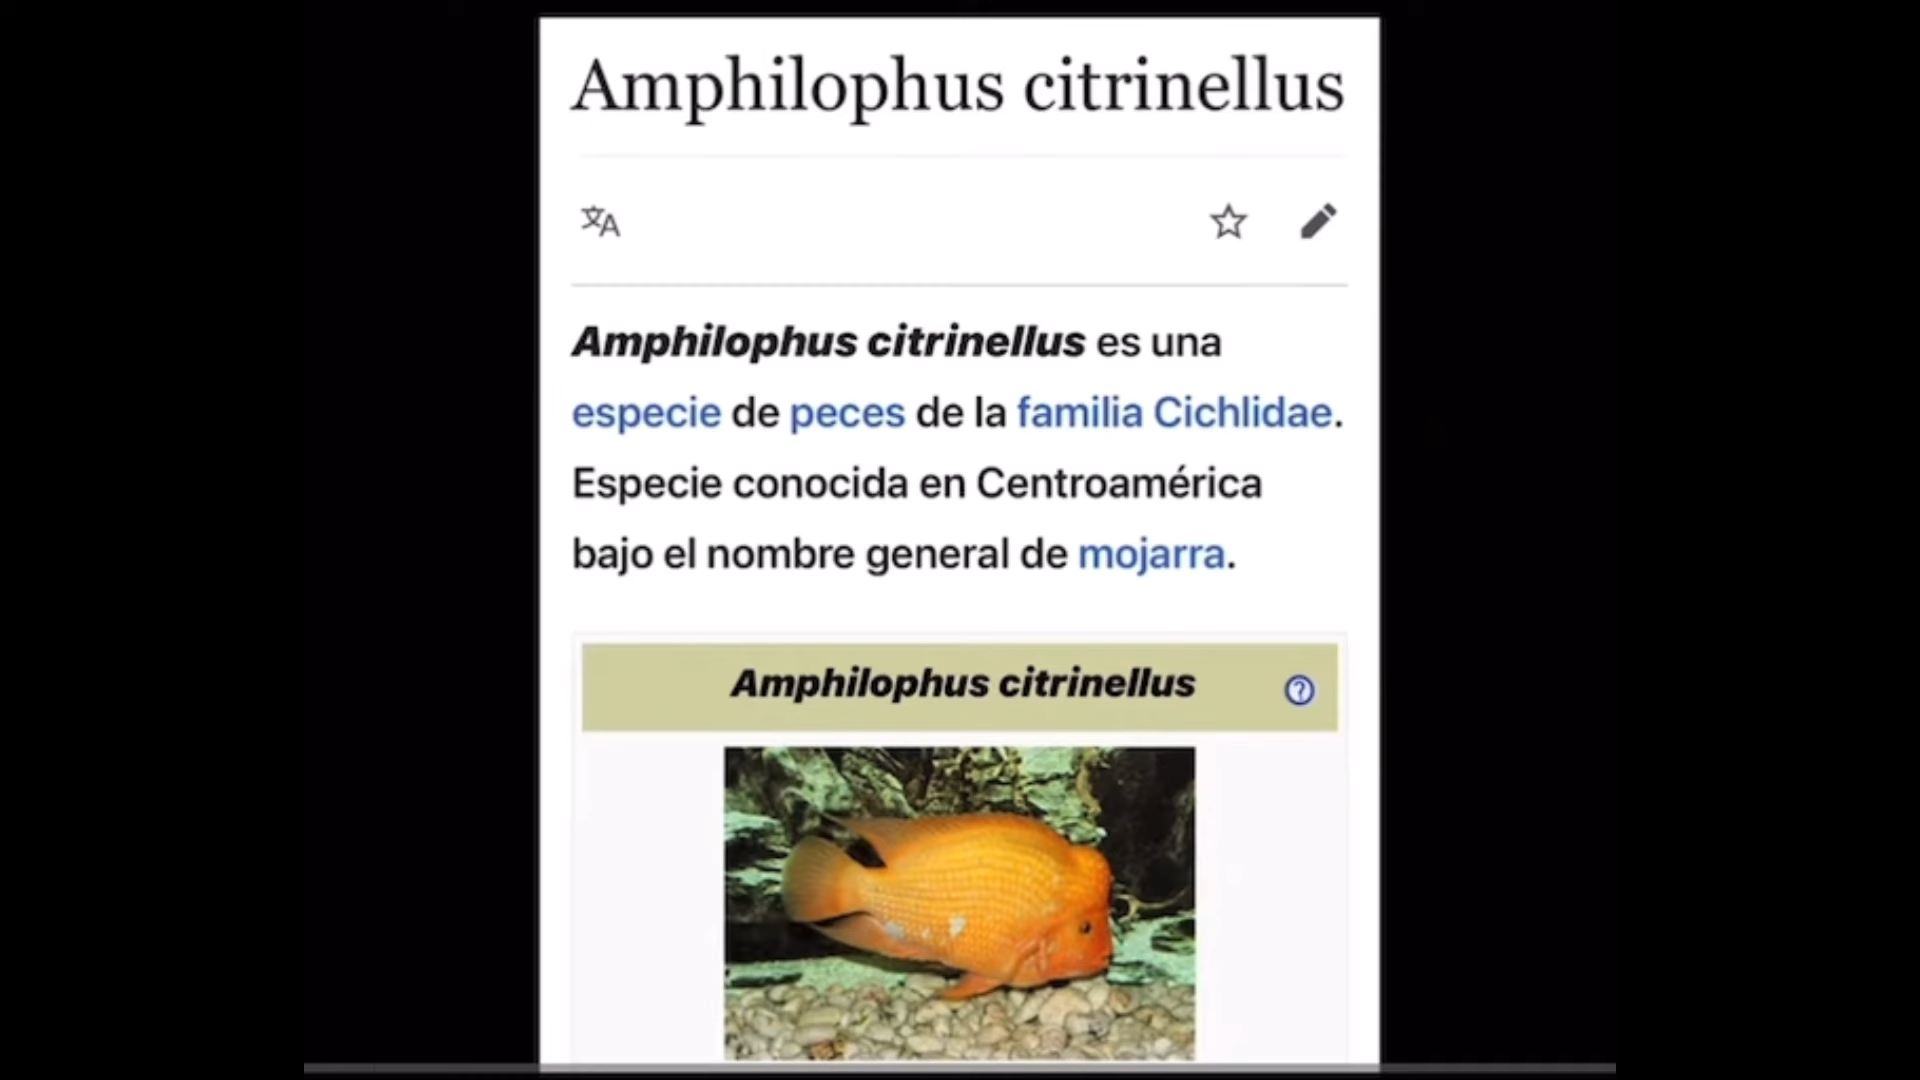 Amphilophus citrinellus
Amphilophus citrinellus es una
especie de peces de la familia Cichlidae.
Especie conocida en Centroamérica
bajo el nombre general de mojarra.
Amphilophus citrinellus